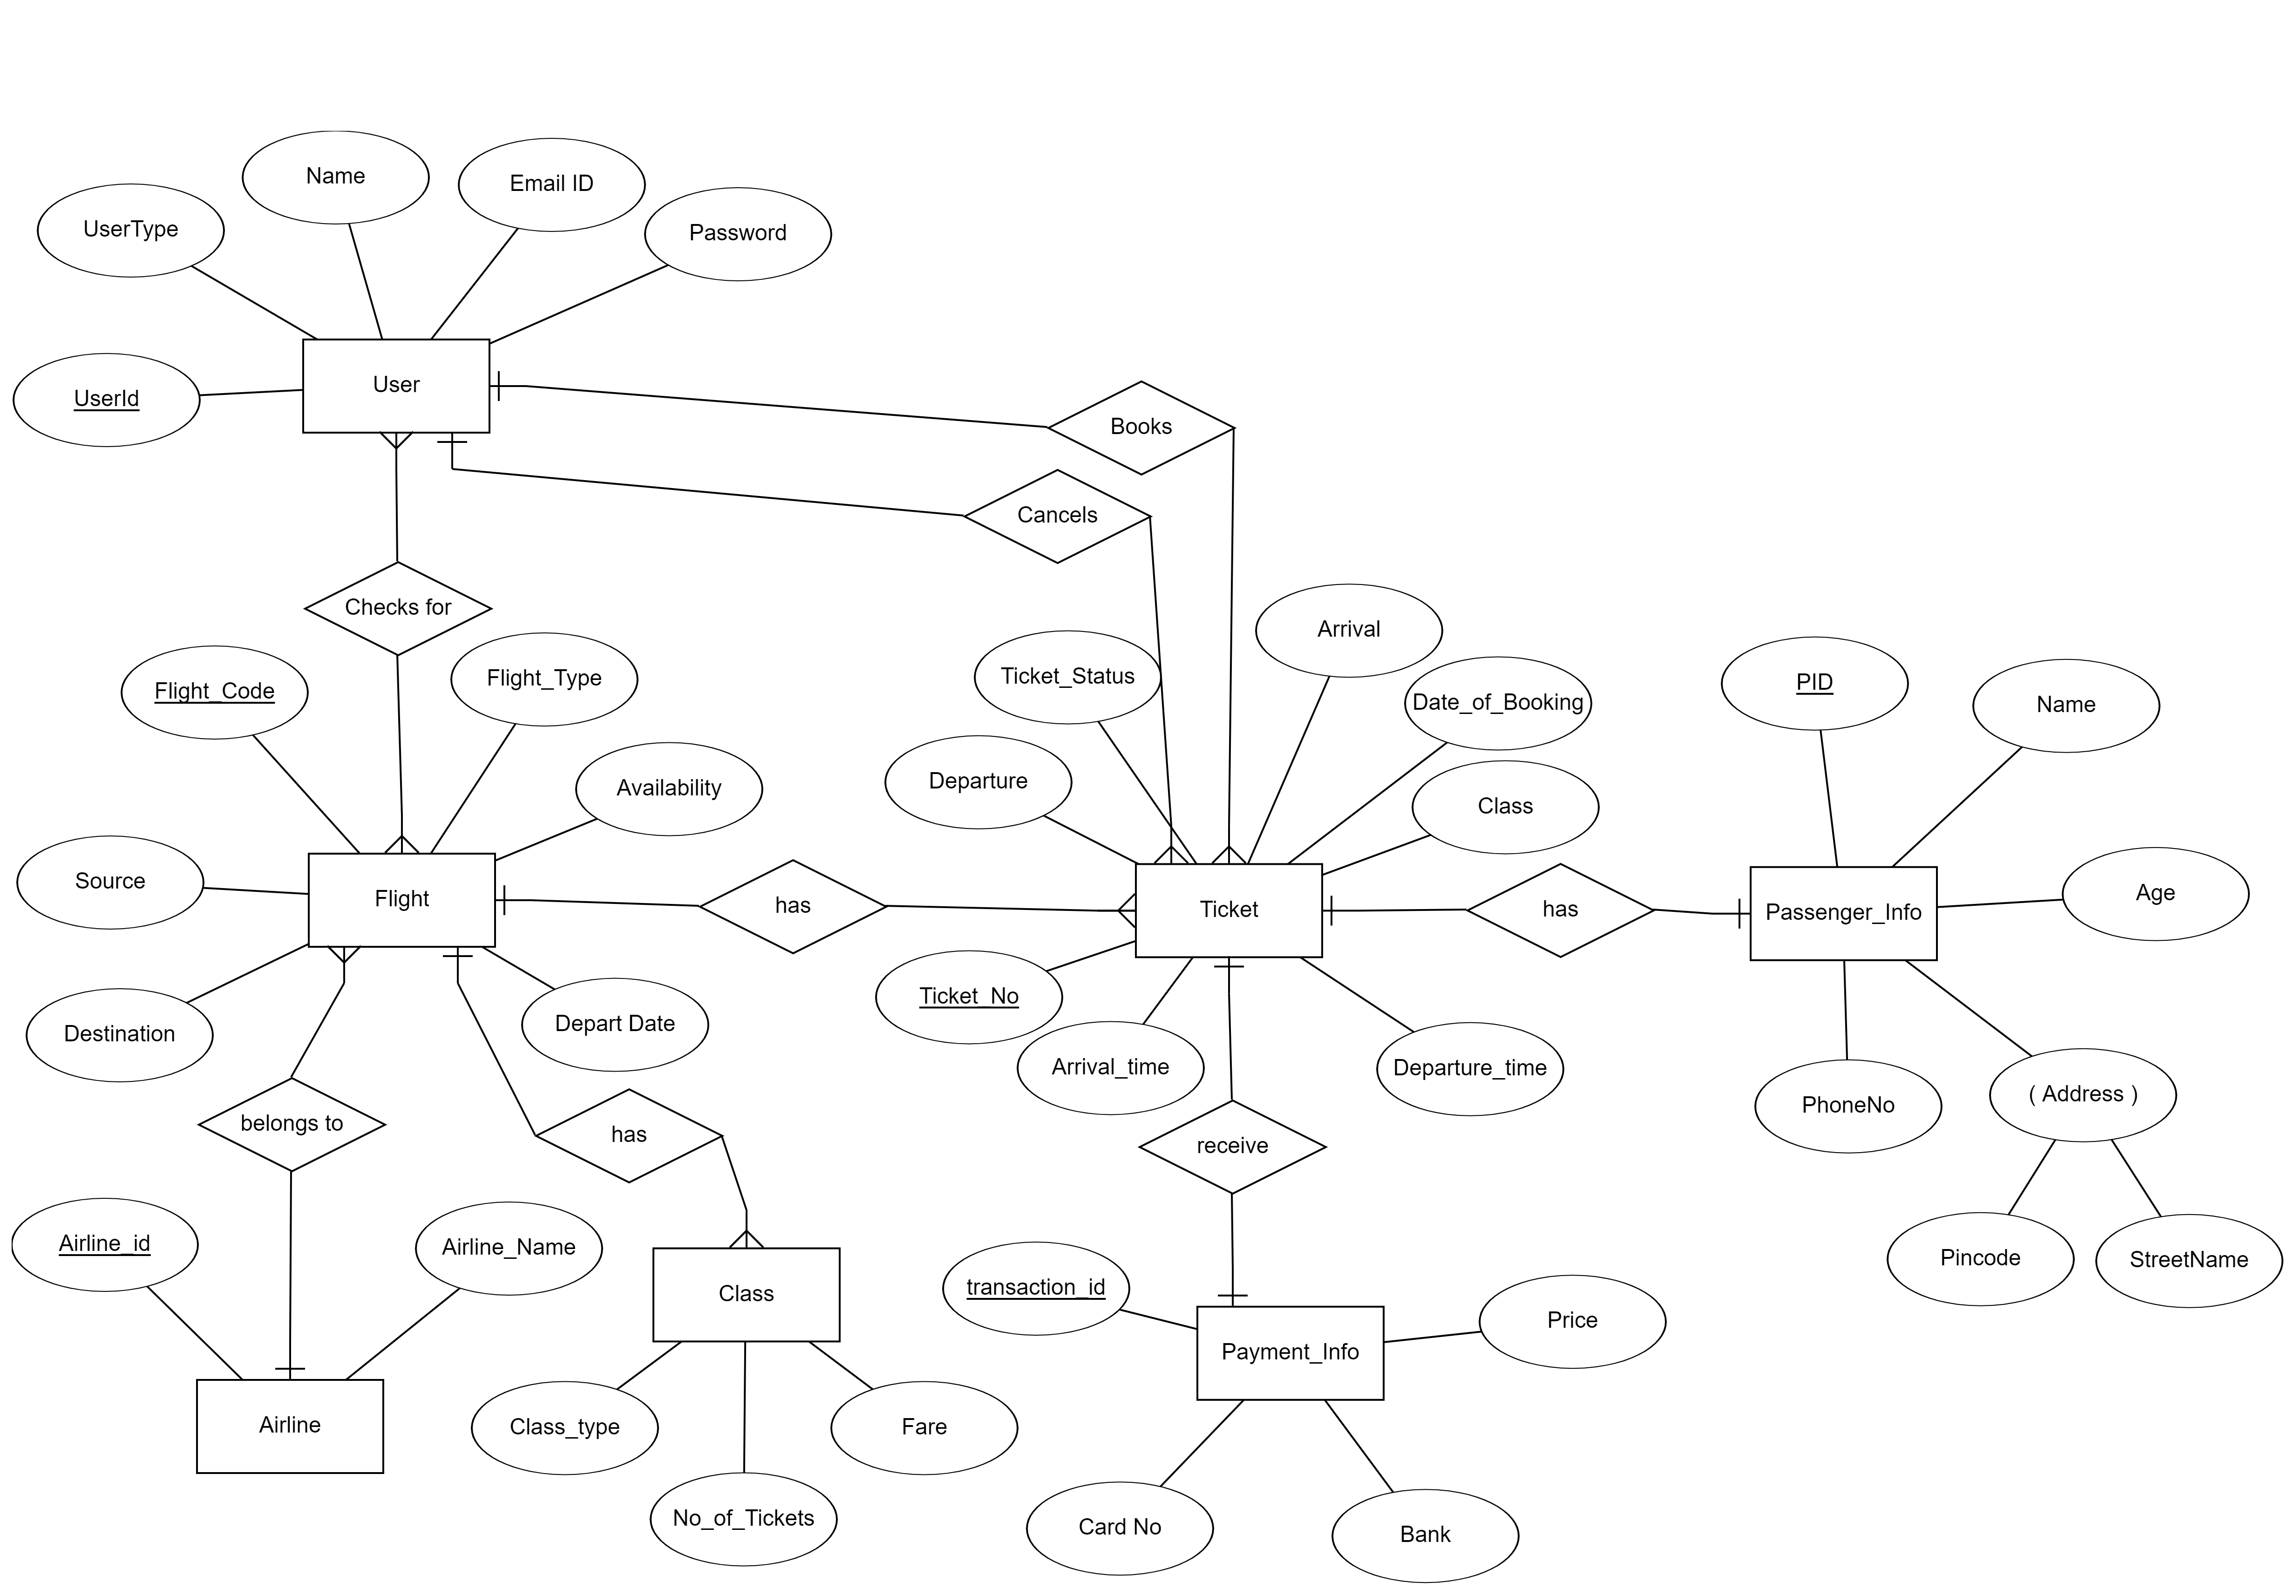 Name
Email ID
UserType
Password
User
UserId
Books
Cancels
Checks for
Arrival
Ticket_Status
Flight_Type
Flight_Code
Date_of_Booking
PID
Name
Departure
Availability
Class
Source
Flight
has
Ticket
has
Passenger_Info
Age
Ticket_No
Destination
Depart Date
Arrival_time
Departure_time
PhoneNo
( Address )
belongs to
has
receive
Airline_id
Airline_Name
Pincode
StreetName
Class
transaction_id
Price
Payment_Info
Airline
Class_type
Fare
No_of_Tickets
Card No
Bank